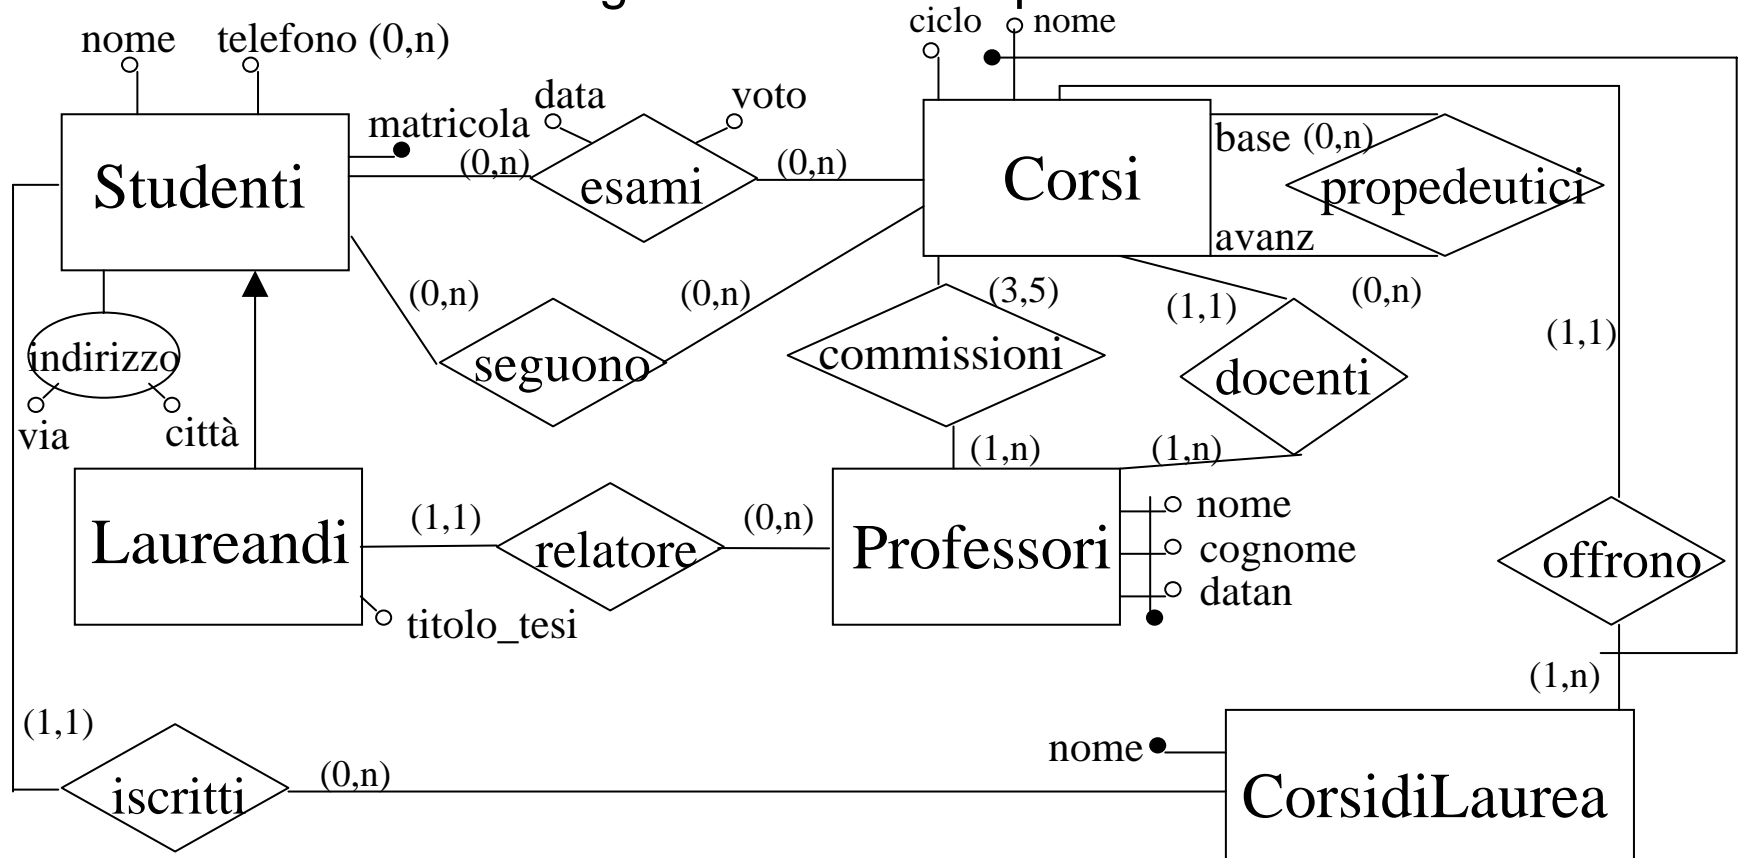 ciclo
nome
nome
telefono (0,n)
data
voto
matricola
(0,n)
(0,n)
base (0,n)
Studenti
esami
Corsi
propedeutici
avanz
(0,n)
(0,n)
(3,5)
(1,1)
(0,n)
(1,1)
indirizzo
seguono
commissioni
docenti
via
città
(1,n)
(1,n)
Laureandi
(1,1)
relatore
(0,n)
Professori
nome
cognome
datan
offrono
titolo_tesi
(1,n)
(1,1)
iscritti
(0,n)
nome
CorsidiLaurea